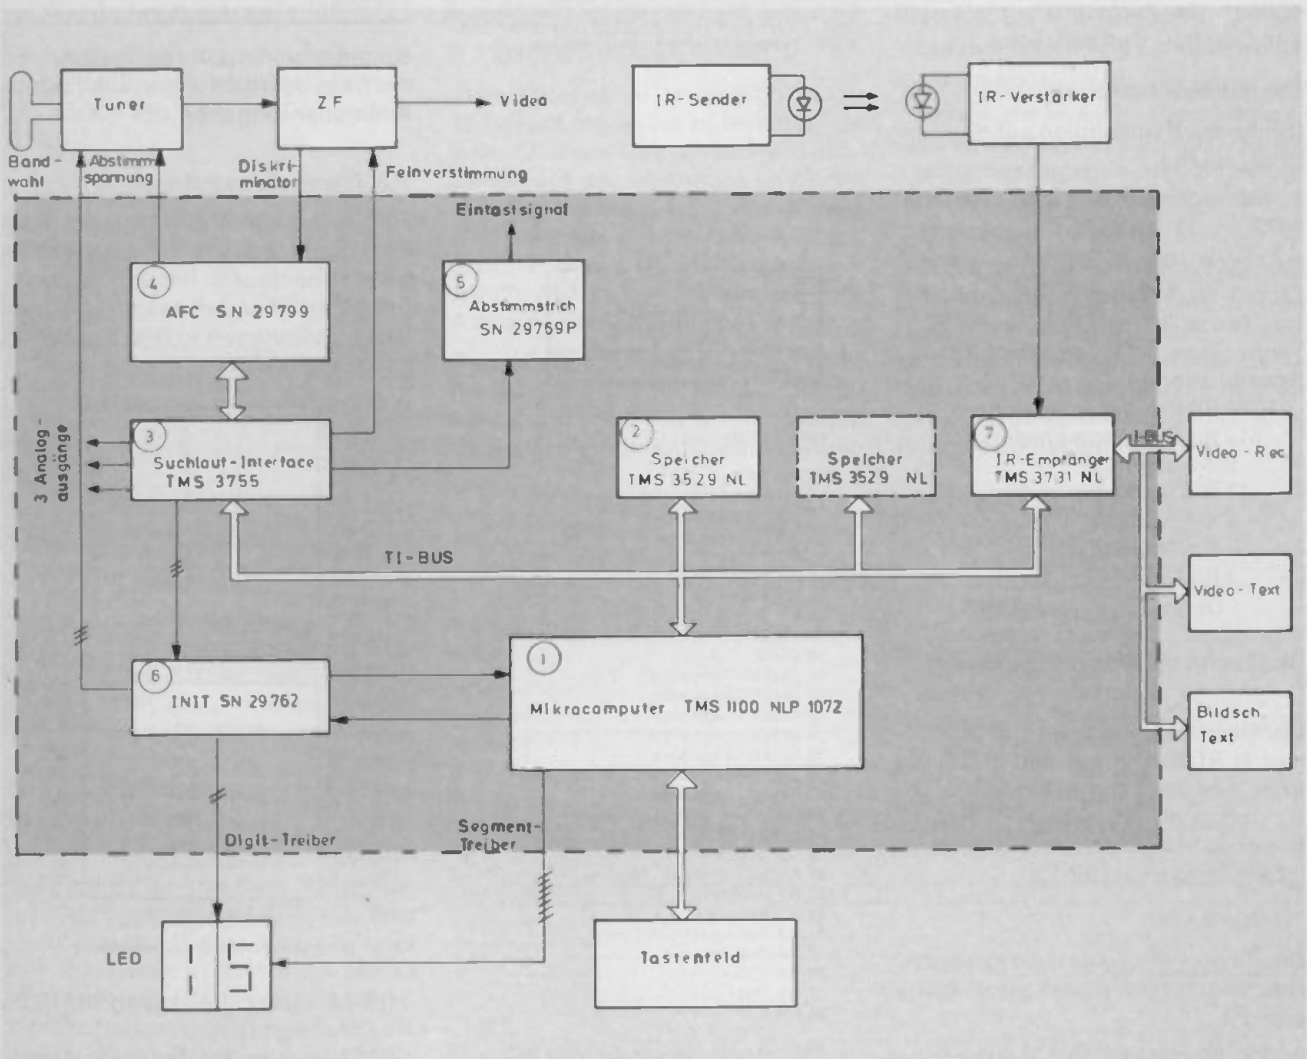 Tuner
ZF
Video
IR-Sender
IR-Verstärker
Band-
wahl
Abstimm-
spannung
Diskri-
minator
Feinverstimmung
Eintastsignal
4
AFC SN 29799
5
Abstimmstrich
SN 29769P
3 Analog-
ausgänge
3
Suchlauf-Interface
TMS 3755
2
Speicher
TMS 3529 NL
Speicher
TMS 3529 NL
7
IR-Empfänger
TMS 3731 NL
I-BUS
Video-Rec.
TI-BUS
Video-Text
6
INIT SN 29762
1
Mikrocomputer TMS 1100 NLP 1072
Bildsch.
Text
Digit-Treiber
Segment-
Treiber
LED
15
Tastenfeld